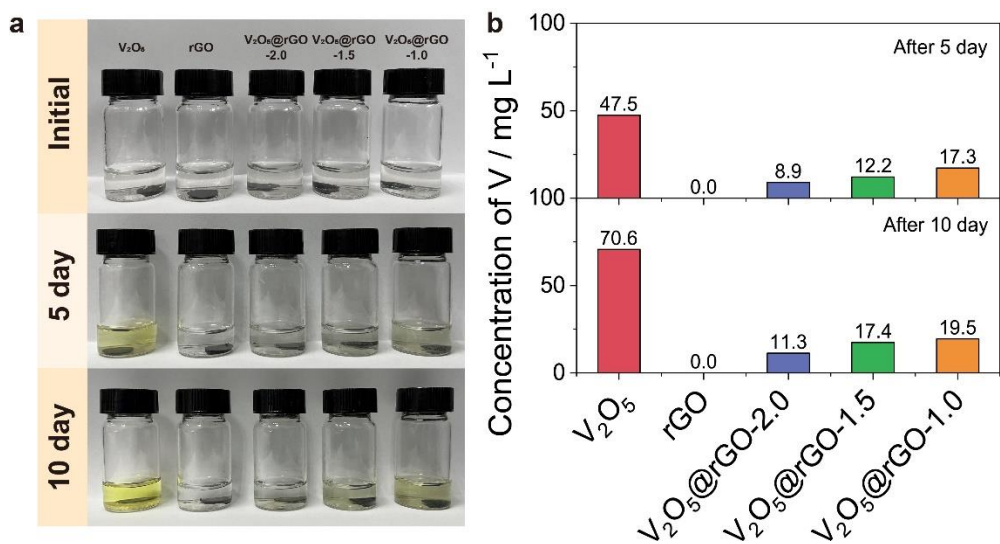 a
V₂O₅
rGO
V₂O₅@rGO
-2.0
V₂O₅@rGO
-1.5
V₂O₅@rGO
-1.0
Initial
5 day
10 day
b
Concentration of V / mg L⁻¹
100
50
After 5 day
47.5
0.0
8.9
12.2
17.3
100
50
0
After 10 day
70.6
0.0
11.3
17.4
19.5
V₂O₅
rGO
V₂O₅@rGO-2.0
V₂O₅@rGO-1.5
V₂O₅@rGO-1.0